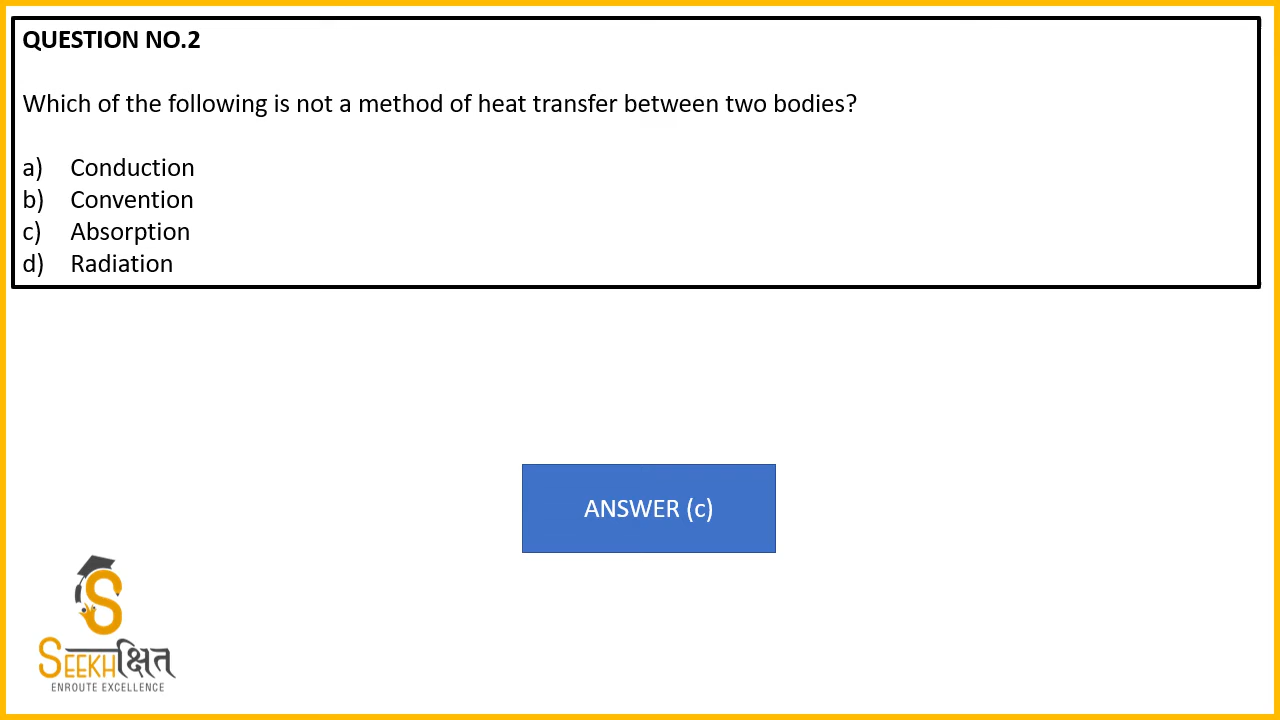 QUESTION NO.2
Which of the following is not a method of heat transfer between two bodies?
a) Conduction
b) Convention
c) Absorption
d) Radiation
ANSWER (c)
S
SEEKHक्षित
ENROUTE EXCELLENCE